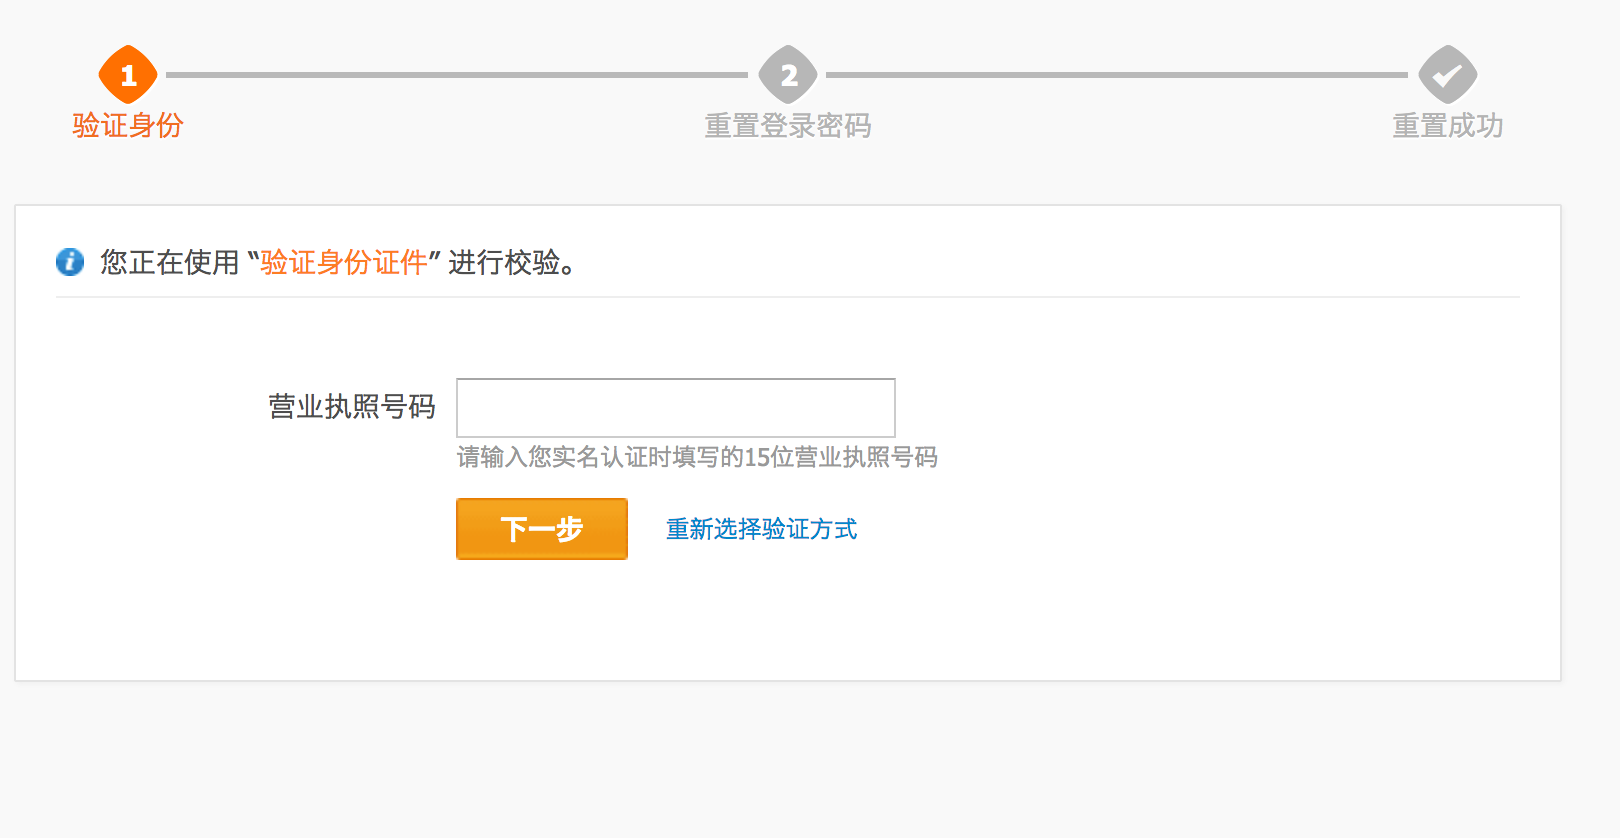 1
2
验证身份
重置登录密码
重置成功
您正在使用 “验证身份证件” 进行校验。
营业执照号码
请输入您实名认证时填写的15位营业执照号码
下一步
重新选择验证方式